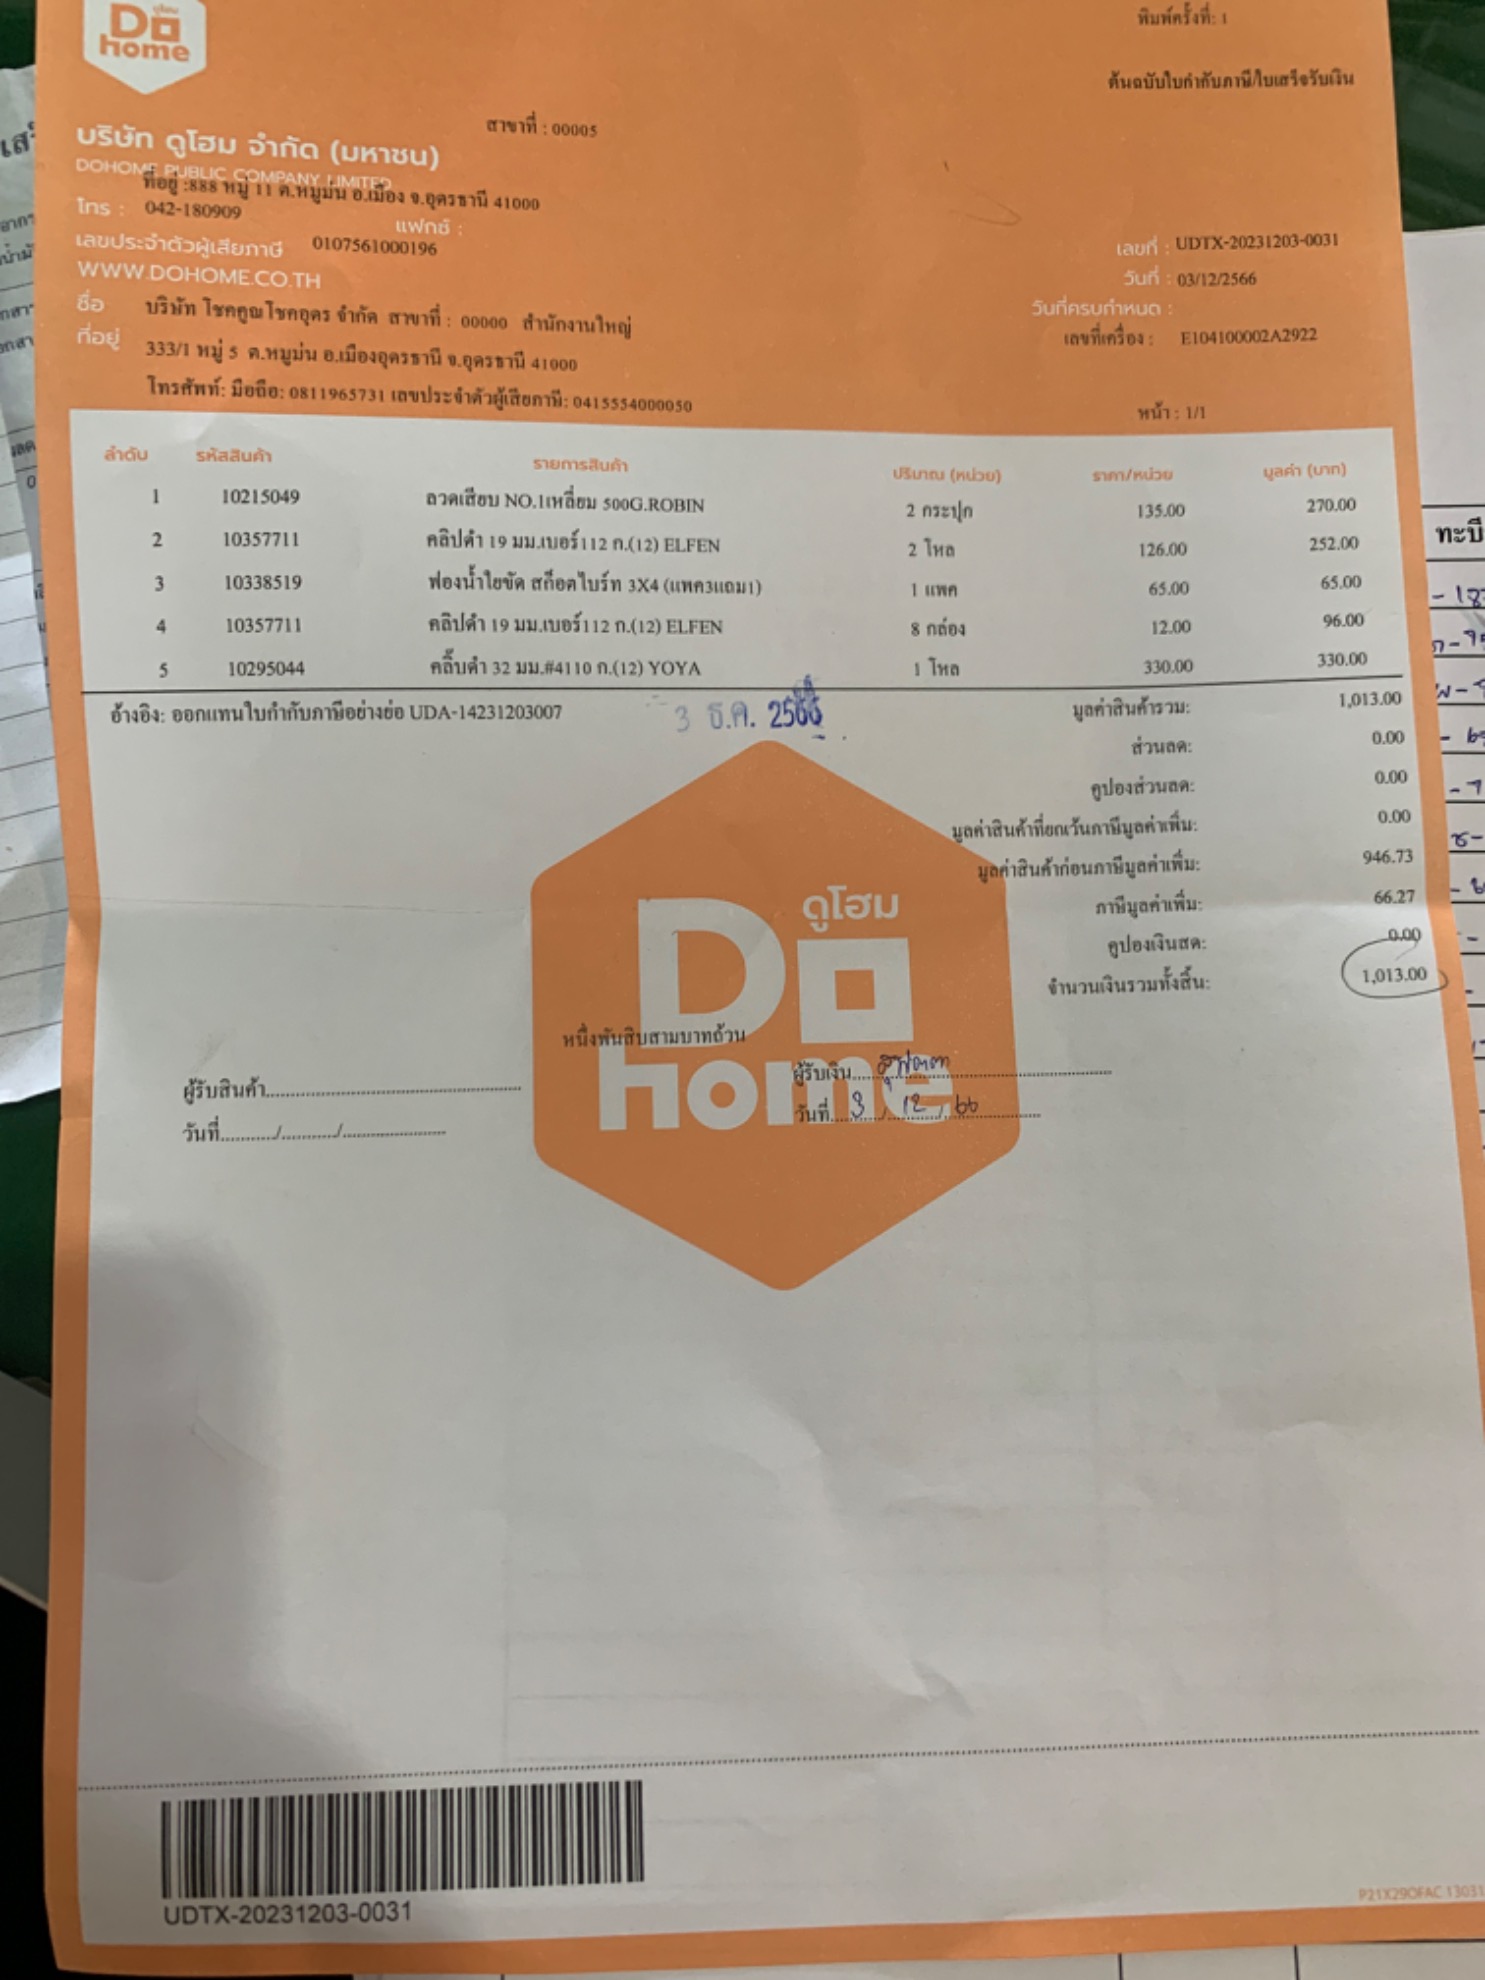 ดูโฮม
Do
home
พิมพ์ครั้งที่: 1
ต้นฉบับใบกำกับภาษี/ใบเสร็จรับเงิน
สาขาที่ : 00005
บริษัท ดูโฮม จำกัด (มหาชน)
DOHOME PUBLIC COMPANY LIMITED
ที่อยู่ :888 หมู่ 11 ต.หมูม่น อ.เมือง จ.อุดรธานี 41000
โทร : 042-180909 แฟกซ์ :
เลขประจำตัวผู้เสียภาษี 0107561000196
WWW.DOHOME.CO.TH
เลขที่ : UDTX-20231203-0031
วันที่ : 03/12/2566
วันที่ครบกำหนด :
เลขที่เครื่อง : E104100002A2922
ชื่อ บริษัท โชคคูณโชคอุดร จำกัด สาขาที่ : 00000 สำนักงานใหญ่
ที่อยู่ 333/1 หมู่ 5 ต.หมูม่น อ.เมืองอุดรธานี จ.อุดรธานี 41000
โทรศัพท์: มือถือ: 0811965731 เลขประจำตัวผู้เสียภาษี: 0415554000050
หน้า : 1/1
ลำดับ รหัสสินค้า รายการสินค้า ปริมาณ (หน่วย) ราคา/หน่วย มูลค่า (บาท)
1 10215049 ลวดเสียบ NO.1เหลี่ยม 500G.ROBIN 2 กระปุก 135.00 270.00
2 10357711 คลิปดำ 19 มม.เบอร์112 ก.(12) ELFEN 2 โหล 126.00 252.00
3 10338519 ฟองน้ำใยขัด สก็อตไบร์ท 3X4 (แพค3แถม1) 1 แพค 65.00 65.00
4 10357711 คลิปดำ 19 มม.เบอร์112 ก.(12) ELFEN 8 กล่อง 12.00 96.00
5 10295044 คลิ๊บดำ 32 มม.#4110 ก.(12) YOYA 1 โหล 330.00 330.00
อ้างอิง: ออกแทนใบกำกับภาษีอย่างย่อ UDA-14231203007
3 ธ.ค. 2566
มูลค่าสินค้ารวม: 1,013.00
ส่วนลด: 0.00
คูปองส่วนลด: 0.00
มูลค่าสินค้าที่ยกเว้นภาษีมูลค่าเพิ่ม: 0.00
มูลค่าสินค้าก่อนภาษีมูลค่าเพิ่ม: 946.73
ภาษีมูลค่าเพิ่ม: 66.27
คูปองเงินสด: 0.00
จำนวนเงินรวมทั้งสิ้น: 1,013.00
ดูโฮม
Do
home
หนึ่งพันสิบสามบาทถ้วน
ผู้รับสินค้า
ผู้รับเงิน
วันที่ / /
วันที่ 3 / 12 / 66
UDTX-20231203-0031
P21X29OFAC 13031
ทะบี